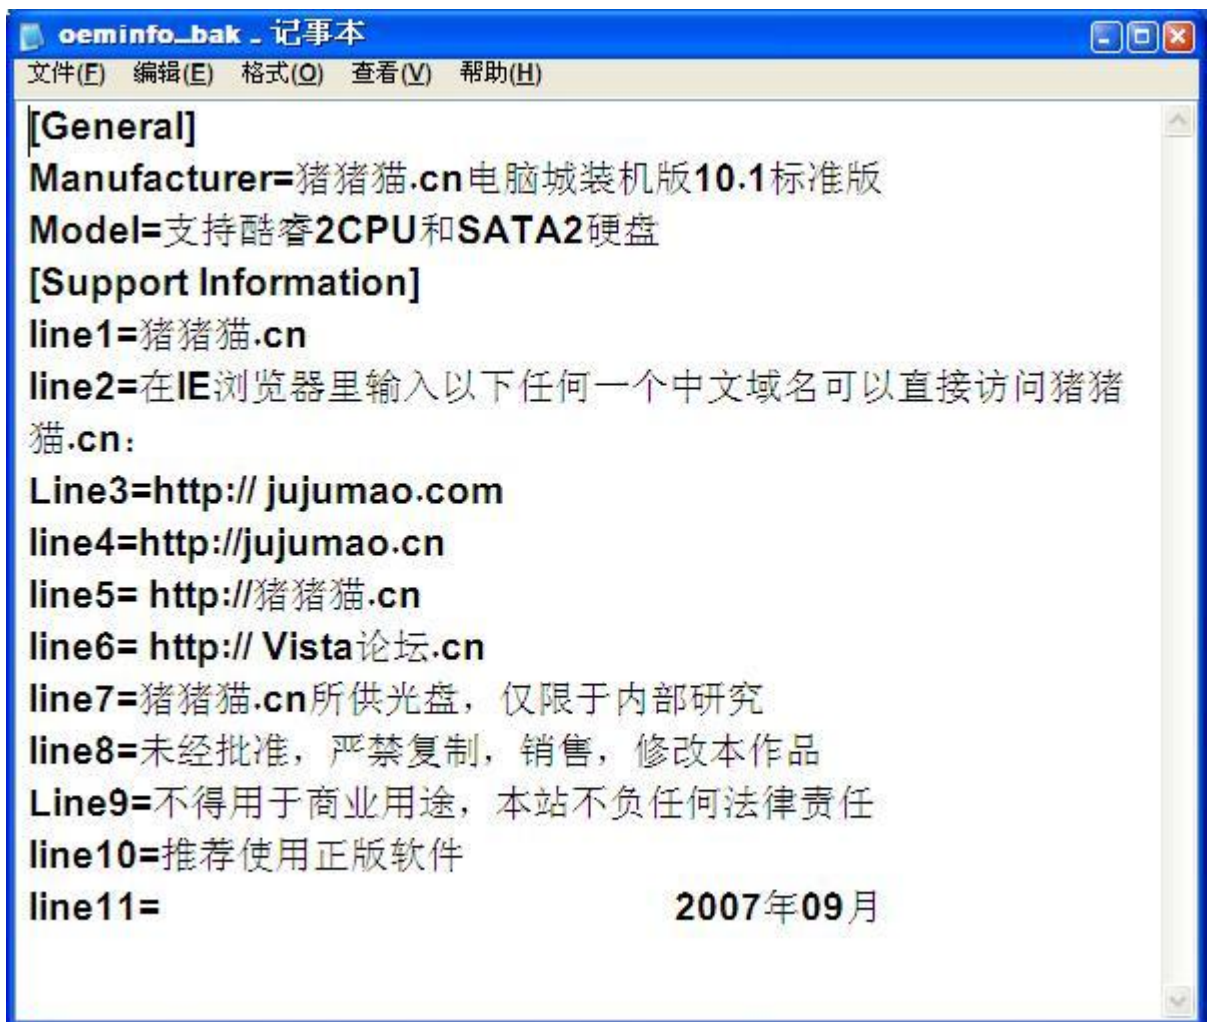 oeminfo_bak - 记事本
文件(F) 编辑(E) 格式(O) 查看(V) 帮助(H)
[General]
Manufacturer=猪猪猫.cn电脑城装机版10.1标准版
Model=支持酷睿2CPU和SATA2硬盘
[Support Information]
line1=猪猪猫.cn
line2=在IE浏览器里输入以下任何一个中文域名可以直接访问猪猪
猫.cn：
Line3=http:// jujumao.com
line4=http://jujumao.cn
line5= http://猪猪猫.cn
line6= http:// Vista论坛.cn
line7=猪猪猫.cn所供光盘，仅限于内部研究
line8=未经批准，严禁复制，销售，修改本作品
Line9=不得用于商业用途，本站不负任何法律责任
line10=推荐使用正版软件
line11= 2007年09月